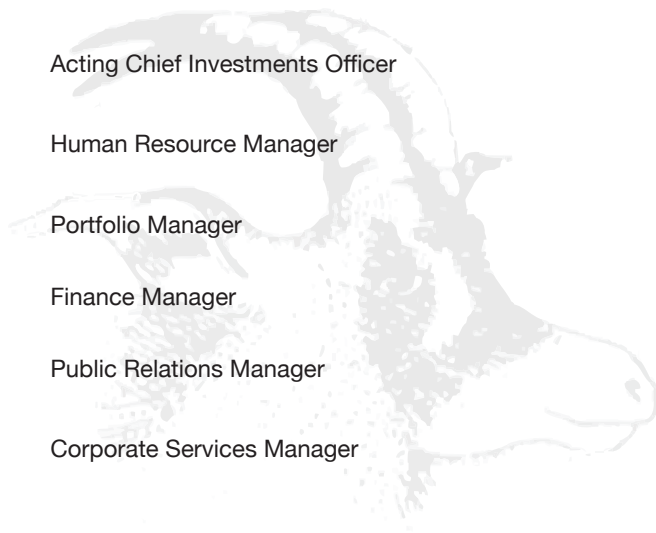 Acting Chief Investments Officer
Human Resource Manager
Portfolio Manager
Finance Manager
Public Relations Manager
Corporate Services Manager